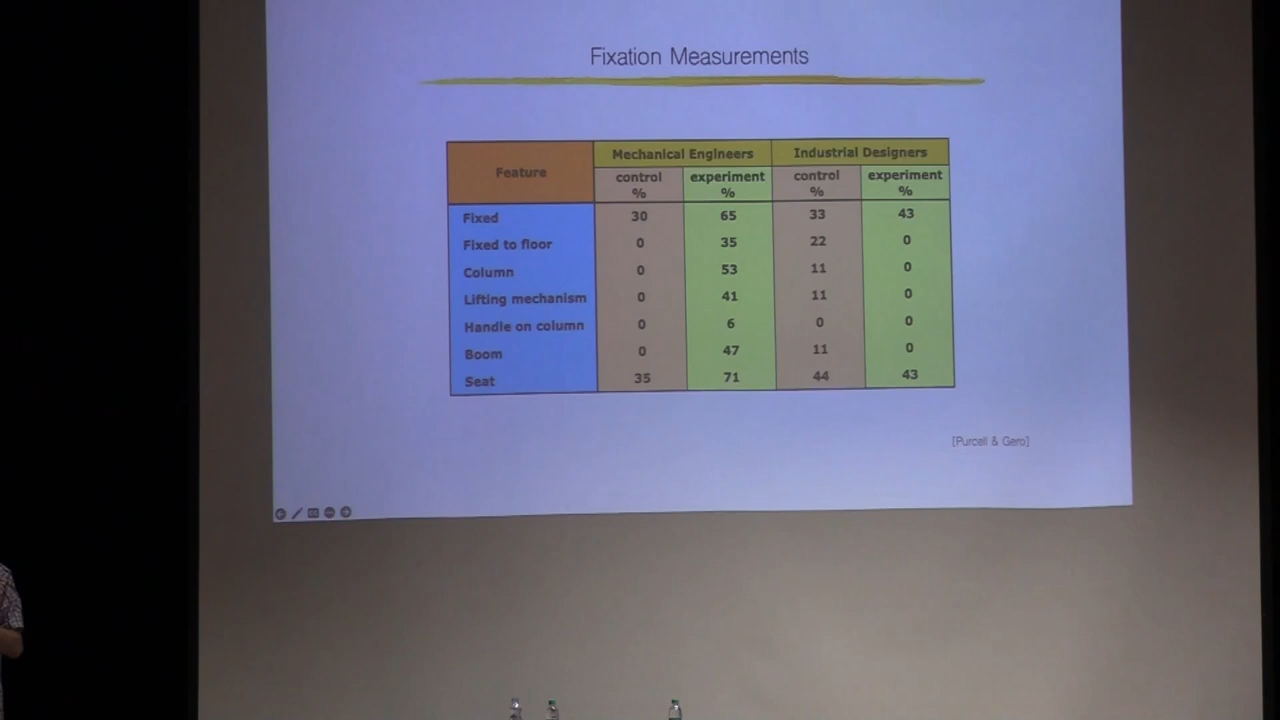 Fixation Measurements
Feature Mechanical Engineers Industrial Designers
control % experiment % control % experiment %
Fixed 30 65 33 43
Fixed to floor 0 35 22 0
Column 0 53 11 0
Lifting mechanism 0 41 11 0
Handle on column 0 6 0 0
Boom 0 47 11 0
Seat 35 71 44 43
[Purcell & Gero]